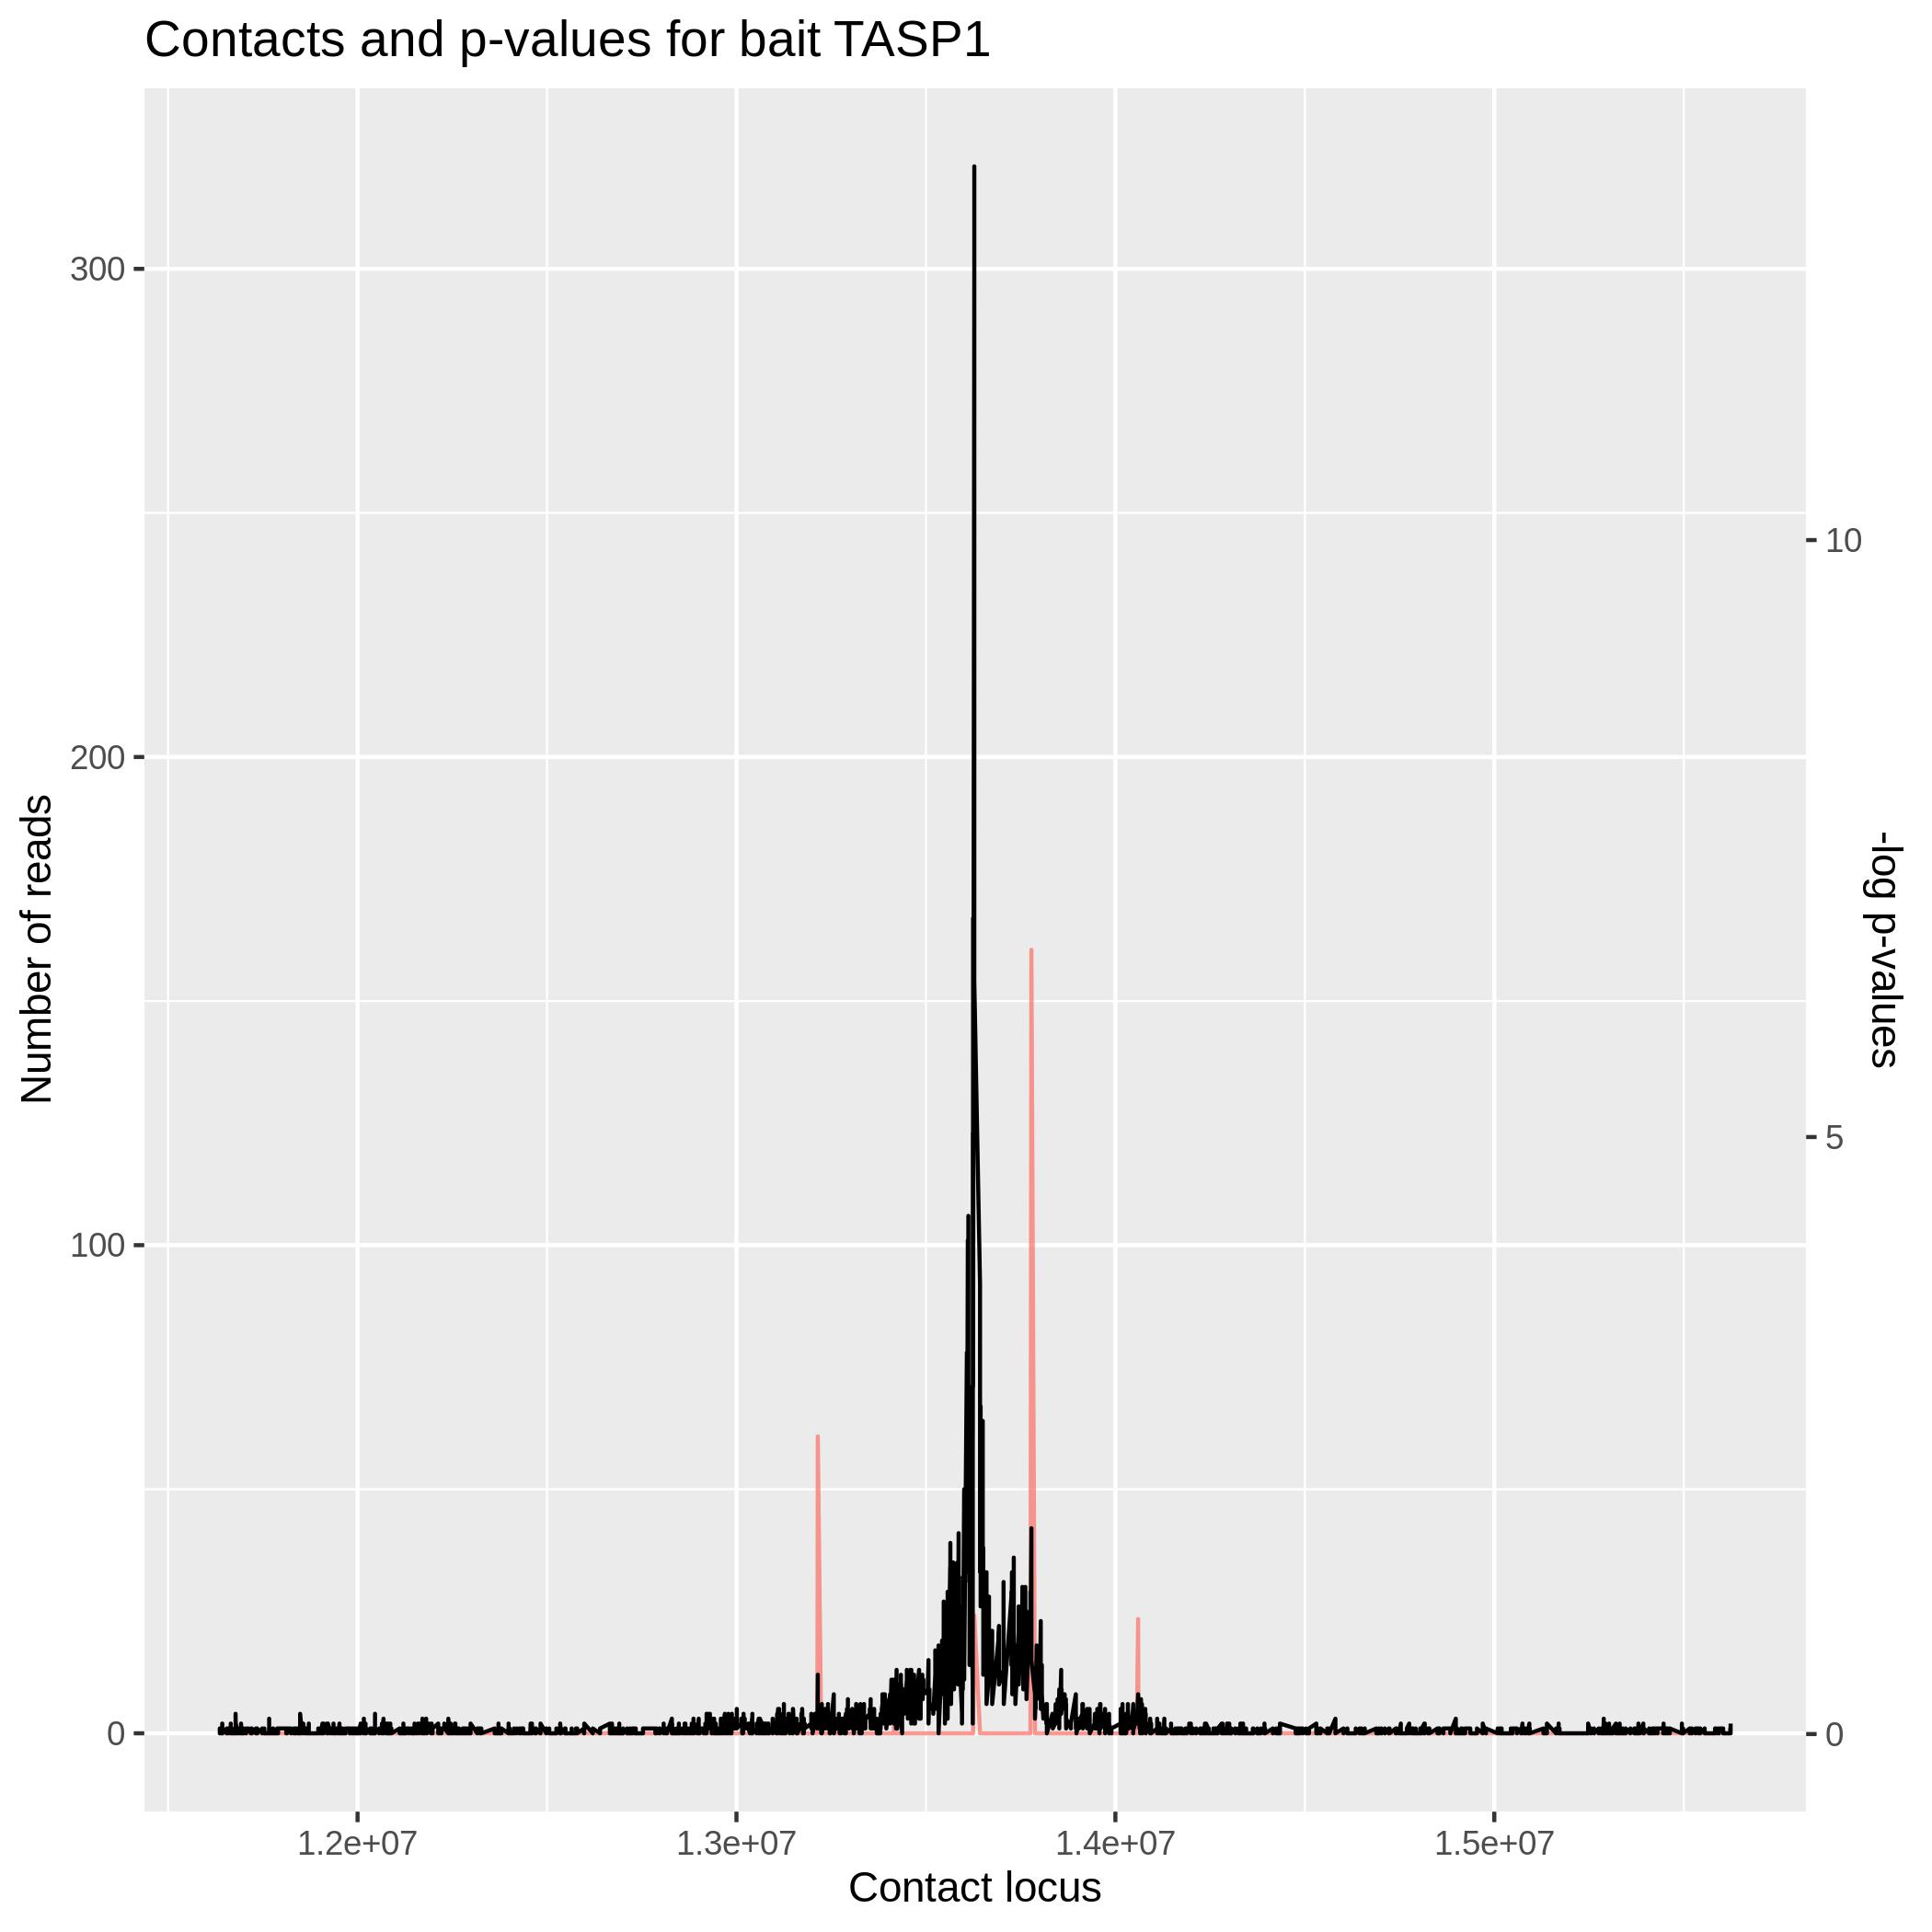 Contacts and p-values for bait TASP1
Number of reads
300
200
100
0
10
5
0
-log p-values
1.2e+07
1.3e+07
1.4e+07
1.5e+07
Contact locus